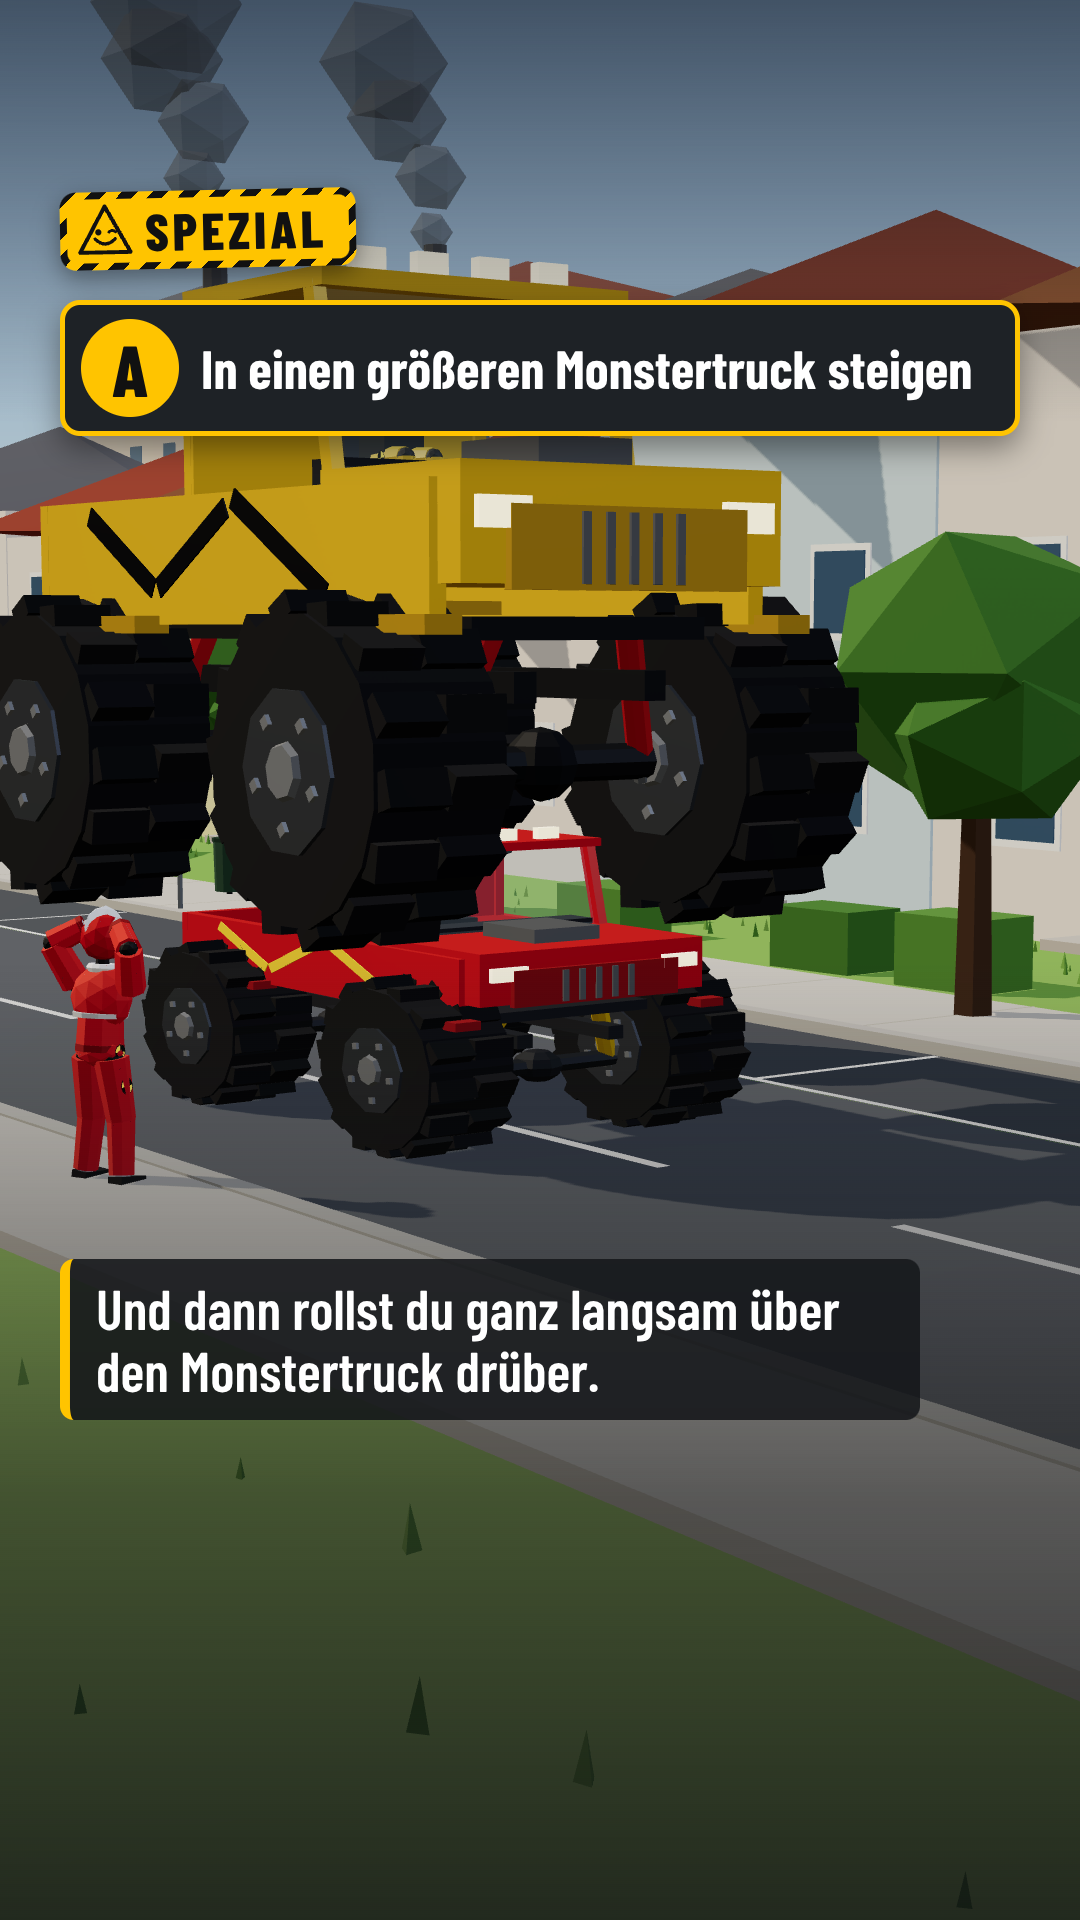 SPEZIAL
A In einen größeren Monstertruck steigen
Und dann rollst du ganz langsam über
den Monstertruck drüber.